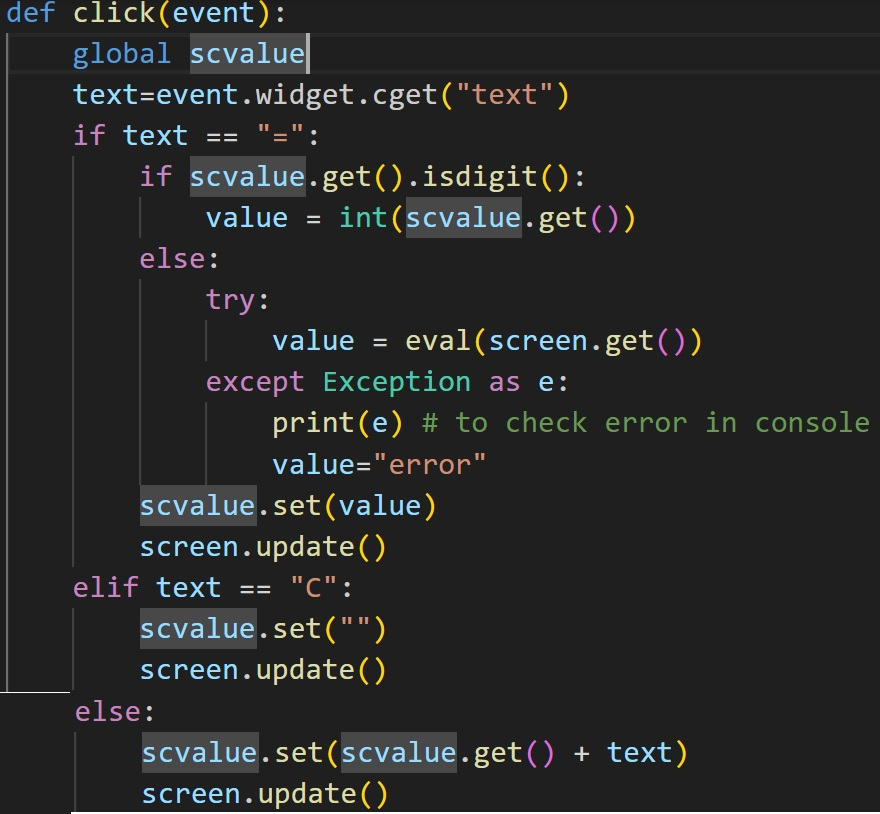 def click(event):
    global scvalue
    text=event.widget.cget("text")
    if text == "=":
        if scvalue.get().isdigit():
            value = int(scvalue.get())
        else:
            try:
                value = eval(screen.get())
            except Exception as e:
                print(e) # to check error in console
                value="error"
        scvalue.set(value)
        screen.update()
    elif text == "C":
        scvalue.set("")
        screen.update()
    else:
        scvalue.set(scvalue.get() + text)
        screen.update()